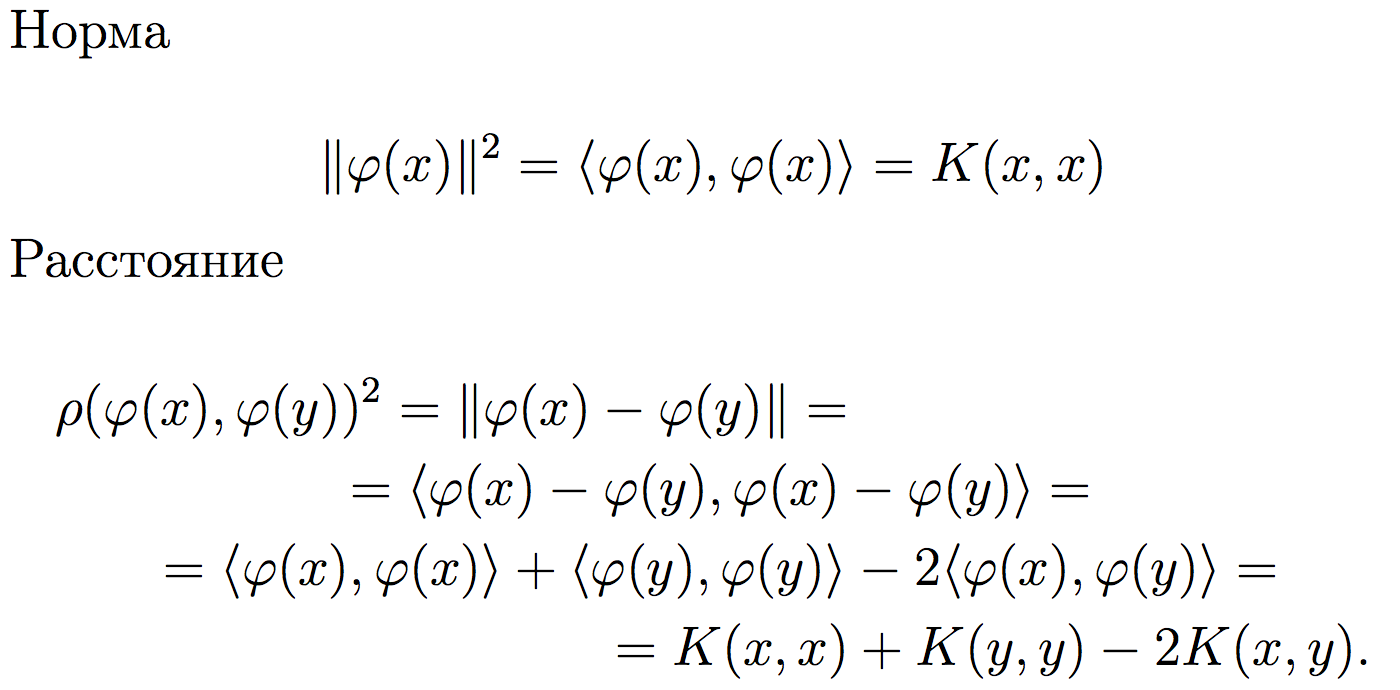 Норма
‖φ(x)‖² = ⟨φ(x), φ(x)⟩ = K(x, x)
Расстояние
ρ(φ(x), φ(y))² = ‖φ(x) − φ(y)‖ =
= ⟨φ(x) − φ(y), φ(x) − φ(y)⟩ =
= ⟨φ(x), φ(x)⟩ + ⟨φ(y), φ(y)⟩ − 2⟨φ(x), φ(y)⟩ =
= K(x, x) + K(y, y) − 2K(x, y).